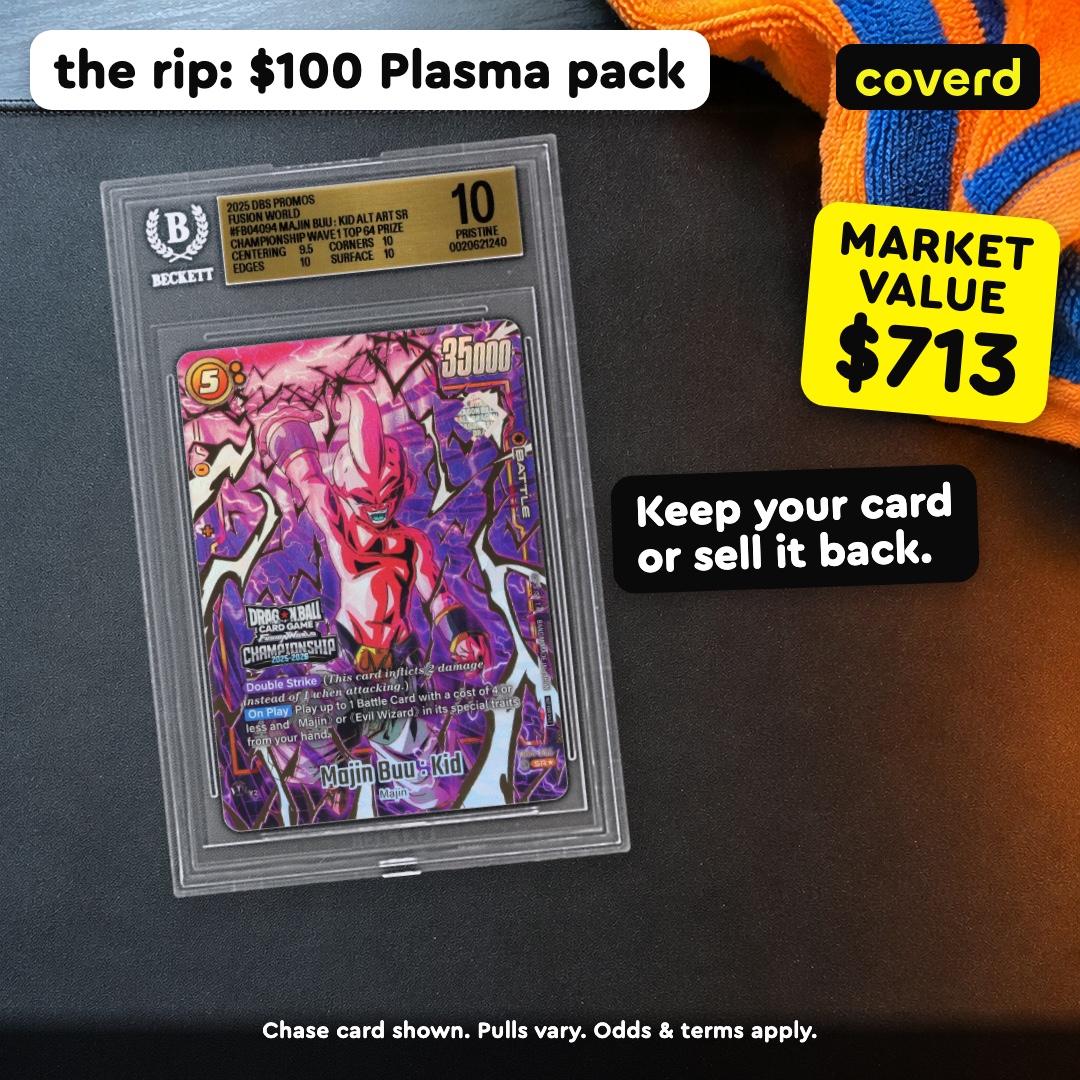 the rip: $100 Plasma pack
coverd
MARKET
VALUE
$713
Keep your card
or sell it back.
B
BECKETT
2025 DBS PROMOS
FUSION WORLD
#FB04094 MAJIN BUU : KID ALT ART SR
CHAMPIONSHIP WAVE 1 TOP 64 PRIZE
CENTERING 9.5 CORNERS 10
EDGES 10 SURFACE 10
10
PRISTINE
0020621240
5
35000
BATTLE
DRAGON BALL
CARD GAME
Fusion World
CHAMPIONSHIP
2025-2026
Double Strike (This card inflicts 2 damage
instead of 1 when attacking.)
On Play Play up to 1 Battle Card with a cost of 4 or
less and 《Majin》 or 《Evil Wizard》 in its special traits
from your hand.
Majin Buu : Kid
Majin
SR★
Chase card shown. Pulls vary. Odds & terms apply.